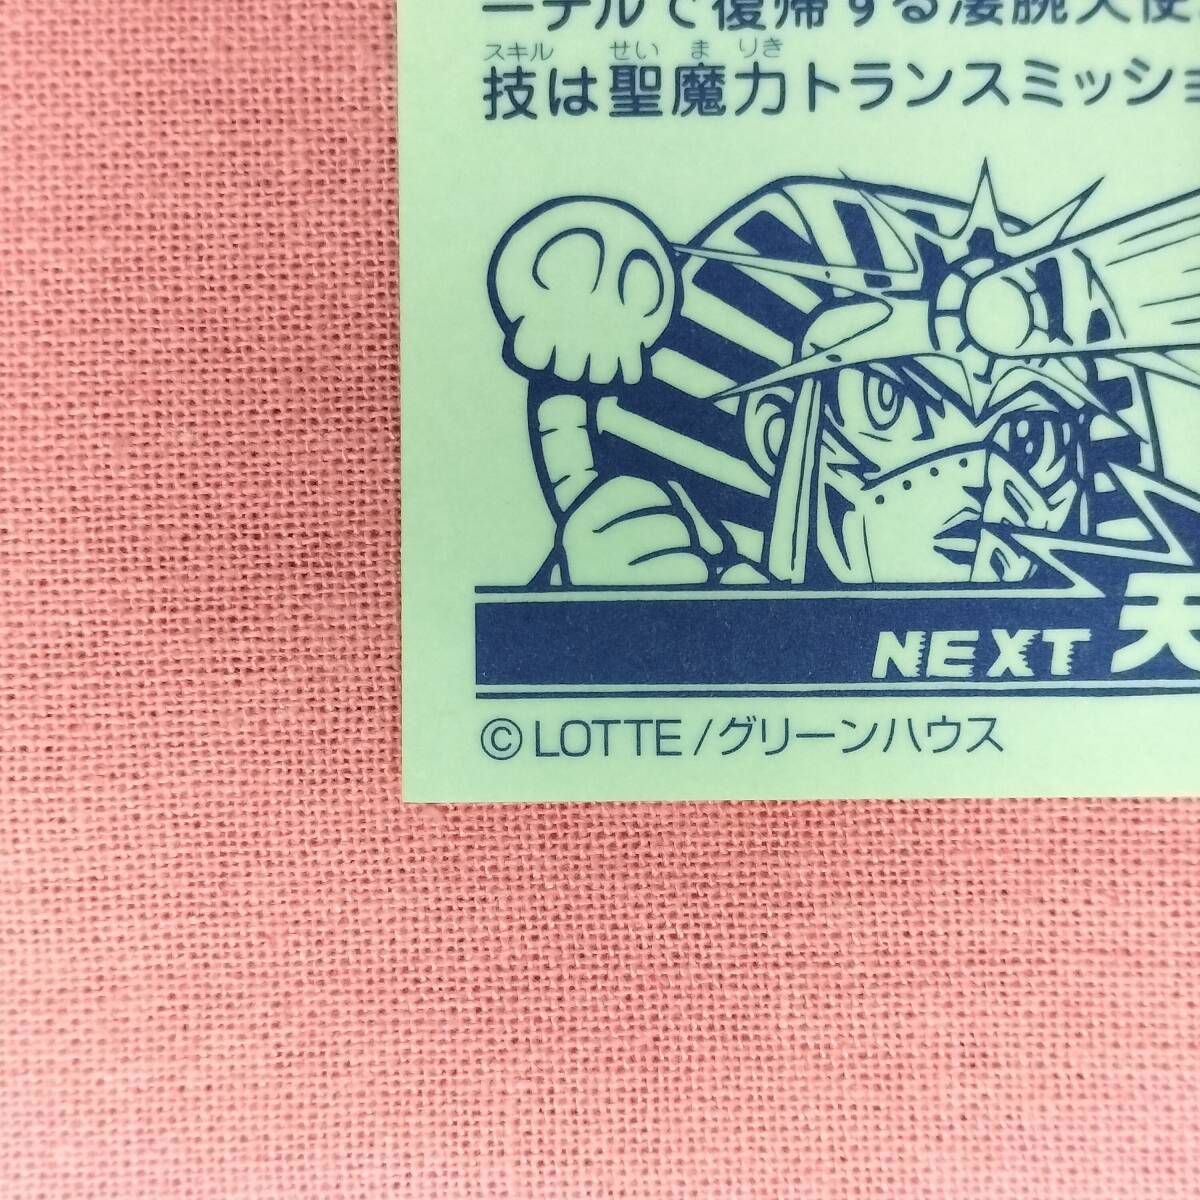 ーテルで復帰する凄腕天使
スキル せいまりき
技は聖魔力トランスミッショ
NEXT 天
©LOTTE/グリーンハウス